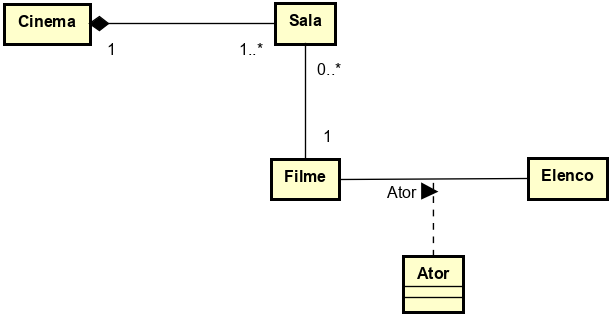 Cinema
Sala
1
1..*
0..*
1
Filme
Elenco
Ator
Ator